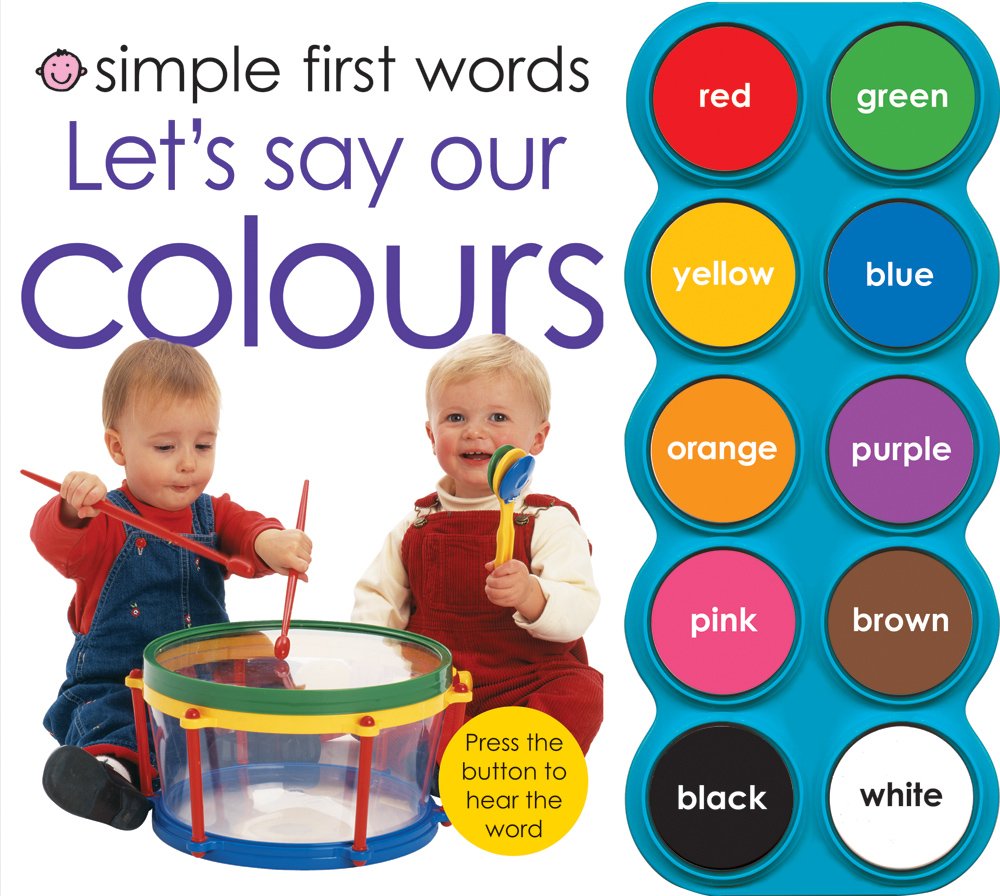 simple first words
Let's say our
colours
Press the
button to
hear the
word
red
green
yellow
blue
orange
purple
pink
brown
black
white